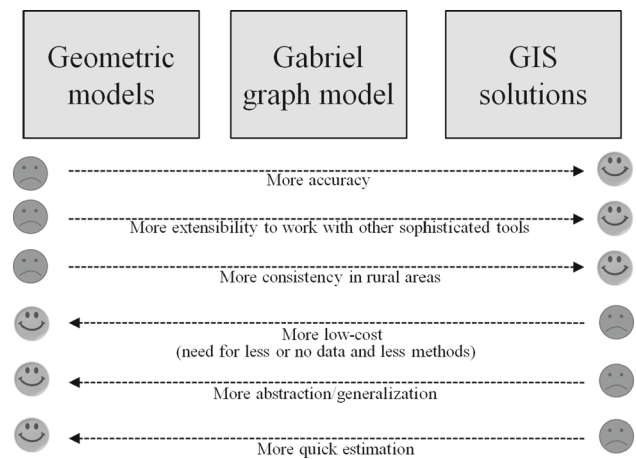 Geometric
models
Gabriel
graph model
GIS
solutions
More accuracy
More extensibility to work with other sophisticated tools
More consistency in rural areas
More low-cost
(need for less or no data and less methods)
More abstraction/generalization
More quick estimation